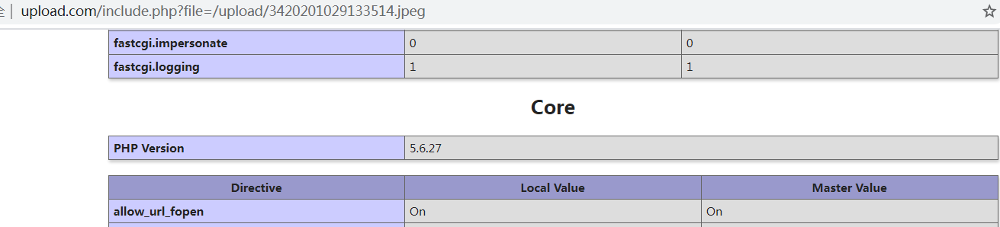 upload.com/include.php?file=/upload/3420201029133514.jpeg
fastcgi.impersonate 0 0
fastcgi.logging 1 1
Core
PHP Version 5.6.27
Directive Local Value Master Value
allow_url_fopen On On